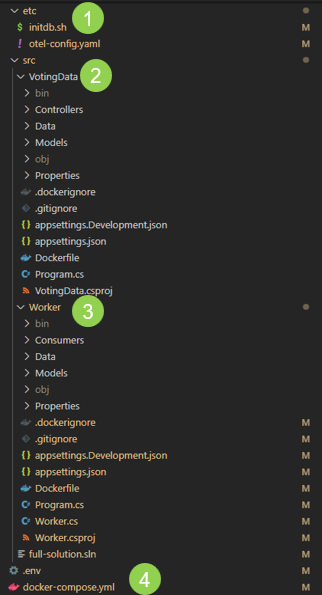 etc 1
$ initdb.sh M
! otel-config.yaml M
src
VotingData 2
bin
Controllers
Data
Models
obj
Properties
.dockerignore
.gitignore
{} appsettings.Development.json
{} appsettings.json
Dockerfile
C# Program.cs
VotingData.csproj
Worker 3
bin
Consumers
Data
Models
obj
Properties
.dockerignore M
.gitignore M
{} appsettings.Development.json M
{} appsettings.json M
Dockerfile M
C# Program.cs M
C# Worker.cs M
Worker.csproj M
full-solution.sln M
.env M
docker-compose.yml 4 M